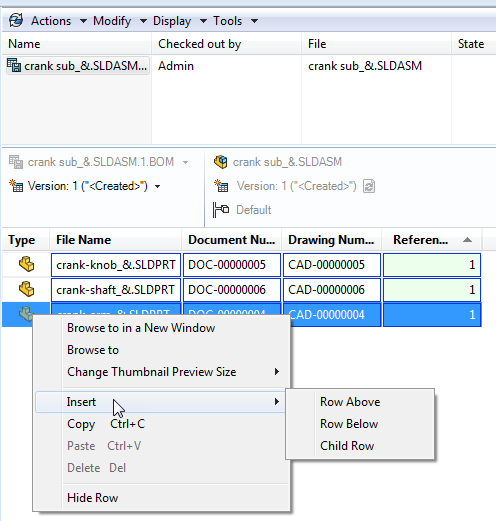 Actions Modify Display Tools
Name Checked out by File State
crank sub_&.SLDASM... Admin crank sub_&.SLDASM
crank sub_&.SLDASM.1.BOM crank sub_&.SLDASM
Version: 1 ("<Created>") Version: 1 ("<Created>")
Default
Type File Name Document Nu... Drawing Num... Referen...
crank-knob_&.SLDPRT DOC-00000005 CAD-00000005 1
crank-shaft_&.SLDPRT DOC-00000006 CAD-00000006 1
CAD-00000004 1
Browse to in a New Window
Browse to
Change Thumbnail Preview Size
Insert
Row Above
Copy Ctrl+C
Row Below
Paste Ctrl+V
Child Row
Delete Del
Hide Row